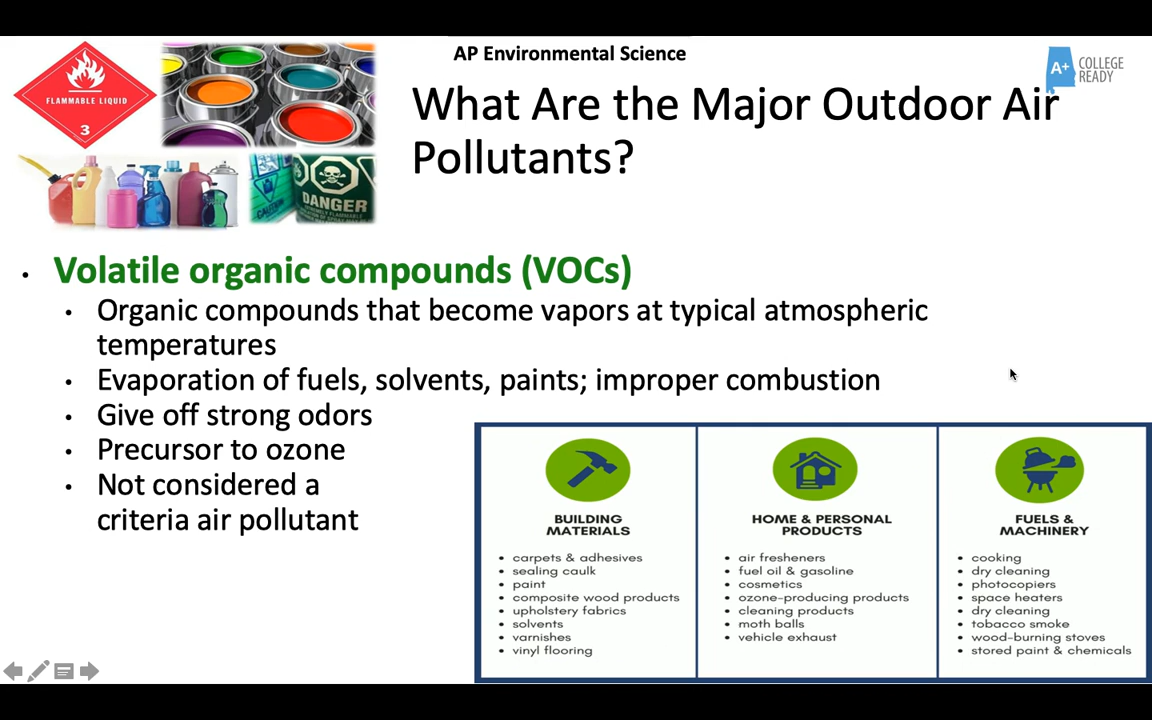 AP Environmental Science
A+ COLLEGE
READY
FLAMMABLE LIQUID
3
What Are the Major Outdoor Air
Pollutants?
CAUTION
DANGER
• Volatile organic compounds (VOCs)
• Organic compounds that become vapors at typical atmospheric
temperatures
• Evaporation of fuels, solvents, paints; improper combustion
• Give off strong odors
• Precursor to ozone
• Not considered a
criteria air pollutant
BUILDING
MATERIALS
• carpets & adhesives
• sealing caulk
• paint
• composite wood products
• upholstery fabrics
• solvents
• varnishes
• vinyl flooring
HOME & PERSONAL
PRODUCTS
• air fresheners
• fuel oil & gasoline
• cosmetics
• ozone-producing products
• cleaning products
• moth balls
• vehicle exhaust
FUELS &
MACHINERY
• cooking
• dry cleaning
• photocopiers
• space heaters
• dry cleaning
• tobacco smoke
• wood-burning stoves
• stored paint & chemicals